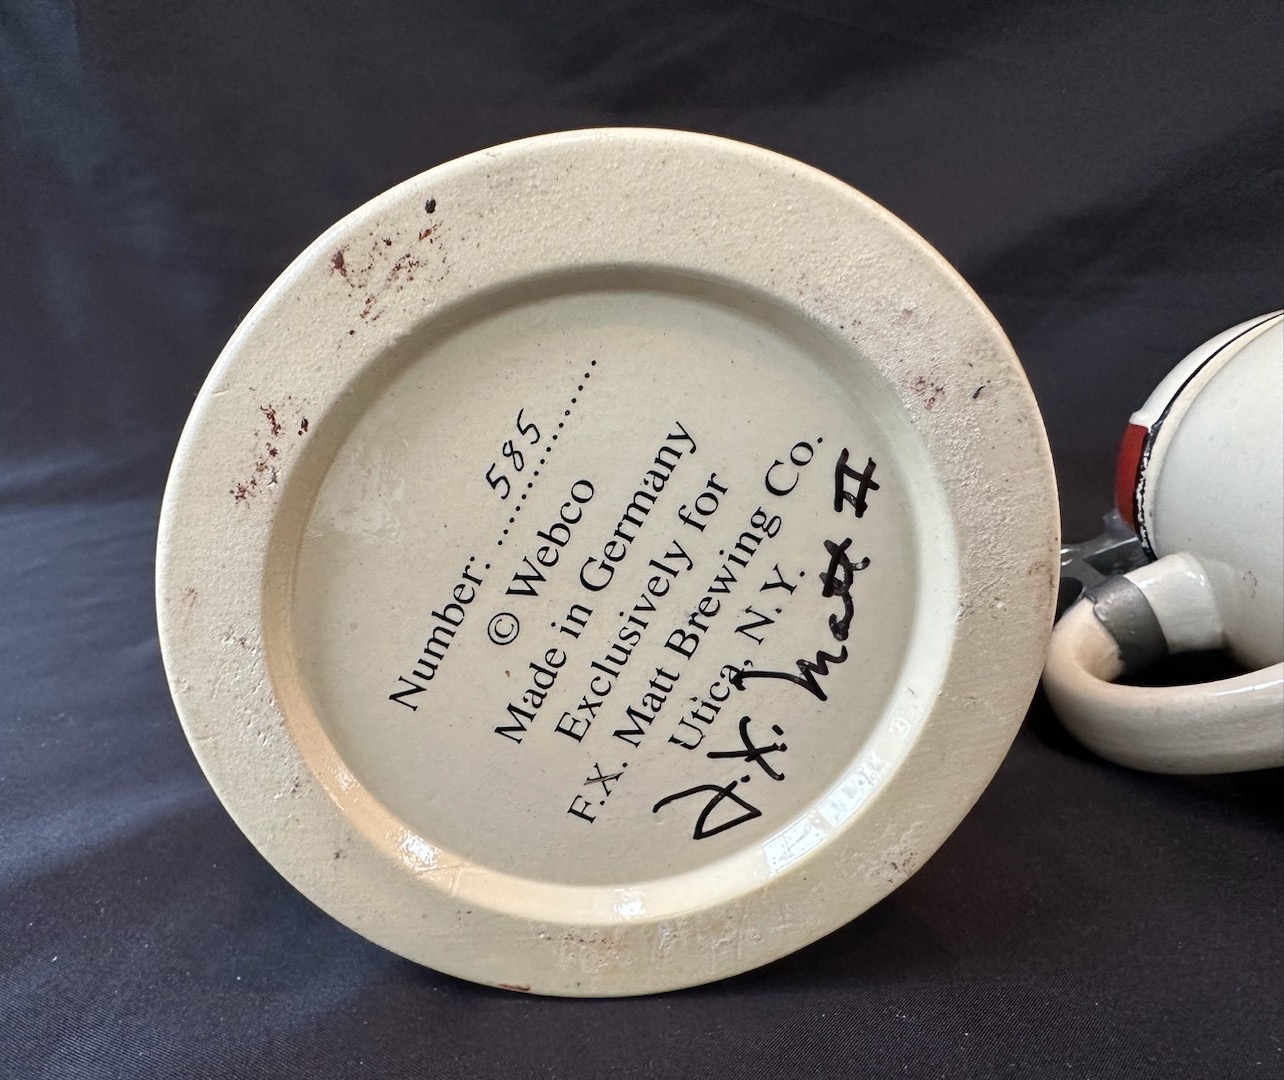 Number: ......585..........
© Webco
Made in Germany
Exclusively for
F.X. Matt Brewing Co.
Utica, N.Y.
F.X. Matt II